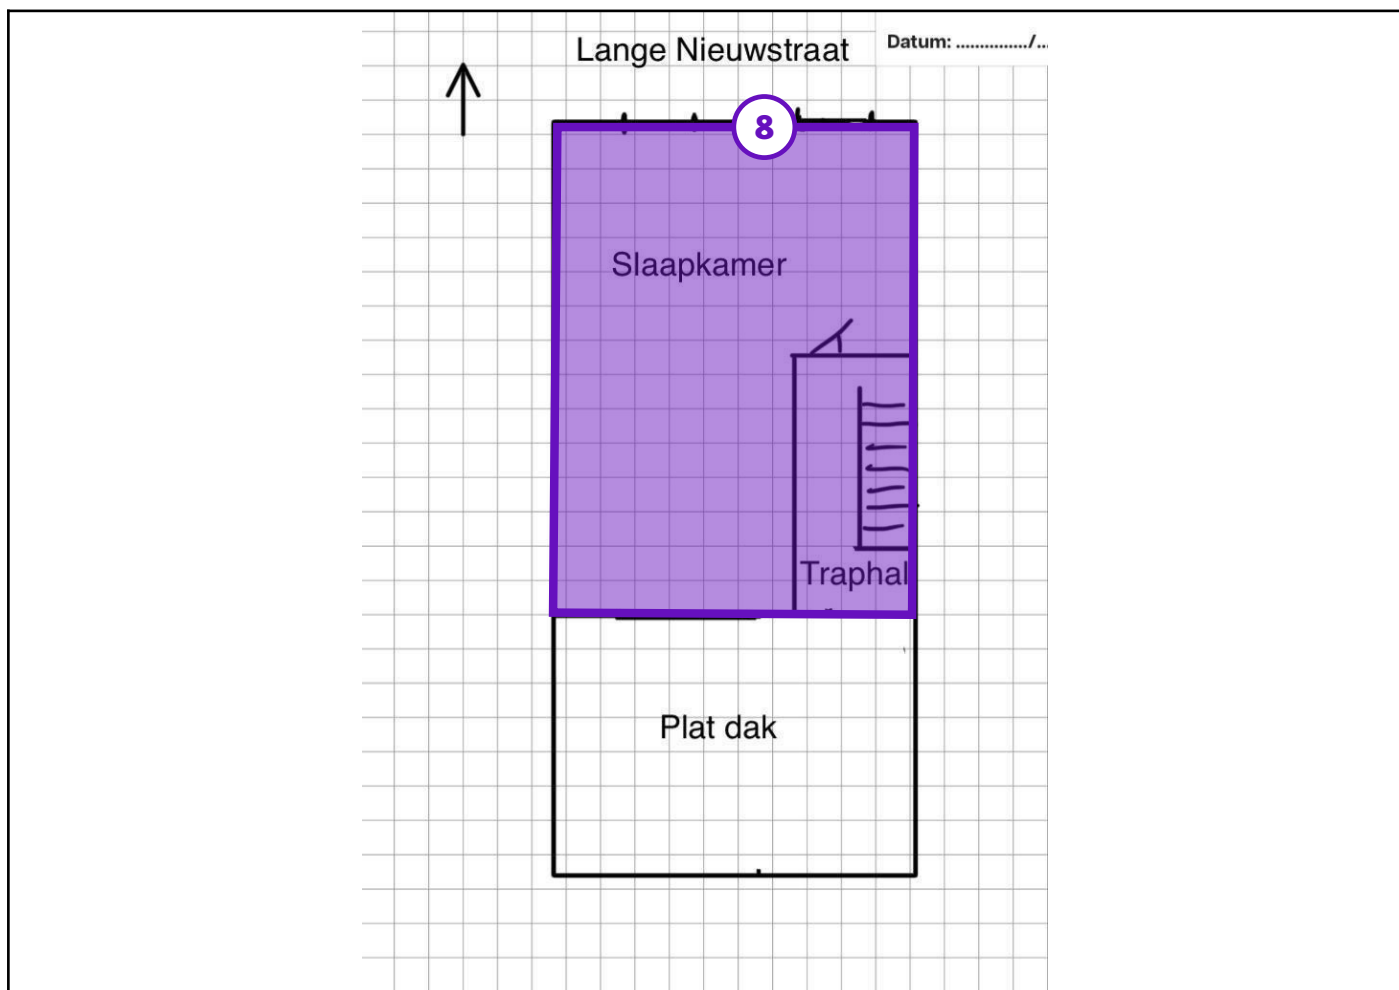 Lange Nieuwstraat
Datum: ............../..
8
Slaapkamer
Traphal
Plat dak